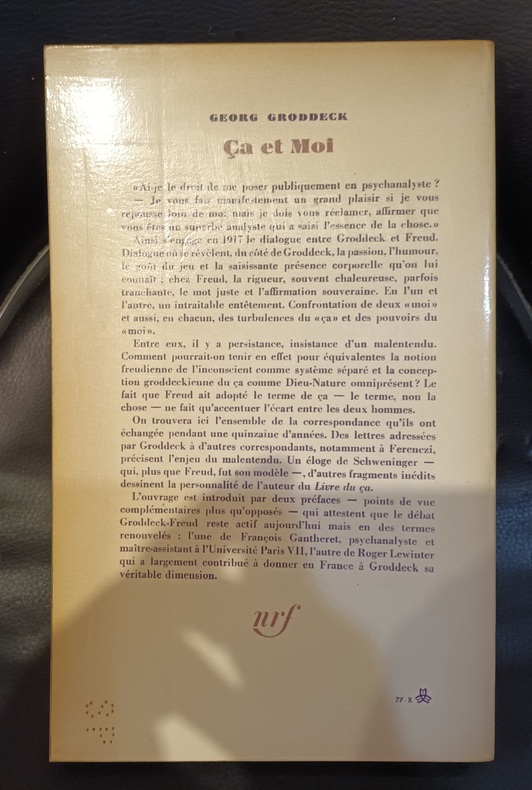 GEORG GRODDECK
Ça et Moi
« Ai-je le droit de me poser publiquement en psychanalyste ?
— Je vous fais manifestement un grand plaisir si je vous
repousse loin de moi mais je dois vous réclamer, affirmer que
vous êtes un superbe analyste qui a saisi l'essence de la chose. »
Ainsi s'engage en 1917 le dialogue entre Groddeck et Freud.
Dialogue où se révèlent, du côté de Groddeck, la passion, l'humour,
le goût du jeu et la saisissante présence corporelle qu'on lui
connaît ; chez Freud, la rigueur, souvent chaleureuse, parfois
tranchante, le mot juste et l'affirmation souveraine. En l'un et
l'autre, un intraitable entêtement. Confrontation de deux « moi »
et aussi, en chacun, des turbulences du « ça » et des pouvoirs du
« moi ».
Entre eux, il y a persistance, insistance d'un malentendu.
Comment pourrait-on tenir en effet pour équivalentes la notion
freudienne de l'inconscient comme système séparé et la concep-
tion groddeckienne du ça comme Dieu-Nature omniprésent ? Le
fait que Freud ait adopté le terme de ça — le terme, non la
chose — ne fait qu'accentuer l'écart entre les deux hommes.
On trouvera ici l'ensemble de la correspondance qu'ils ont
échangée pendant une quinzaine d'années. Des lettres adressées
par Groddeck à d'autres correspondants, notamment à Ferenczi,
précisent l'enjeu du malentendu. Un éloge de Schweninger —
qui, plus que Freud, fut son modèle —, d'autres fragments inédits
dessinent la personnalité de l'auteur du Livre du ça.
L'ouvrage est introduit par deux préfaces — points de vue
complémentaires plus qu'opposés — qui attestent que le débat
Groddeck-Freud reste actif aujourd'hui mais en des termes
renouvelés : l'une de François Gantheret, psychanalyste et
maître-assistant à l'Université Paris VII, l'autre de Roger Lewinter
qui a largement contribué à donner en France à Groddeck sa
véritable dimension.
nrf
77-X